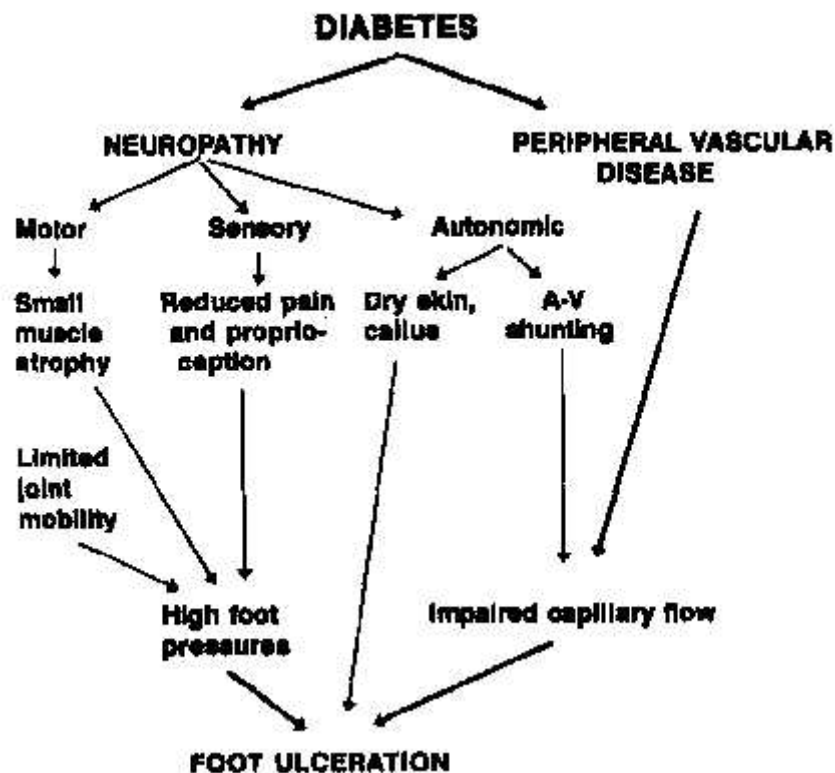 DIABETES
NEUROPATHY
PERIPHERAL VASCULAR
DISEASE
Motor
Sensory
Autonomic
Small
muscle
atrophy
Reduced pain
and proprio-
ception
Dry skin,
callus
A-V
shunting
Limited
joint
mobility
High foot
pressures
Impaired capillary flow
FOOT ULCERATION